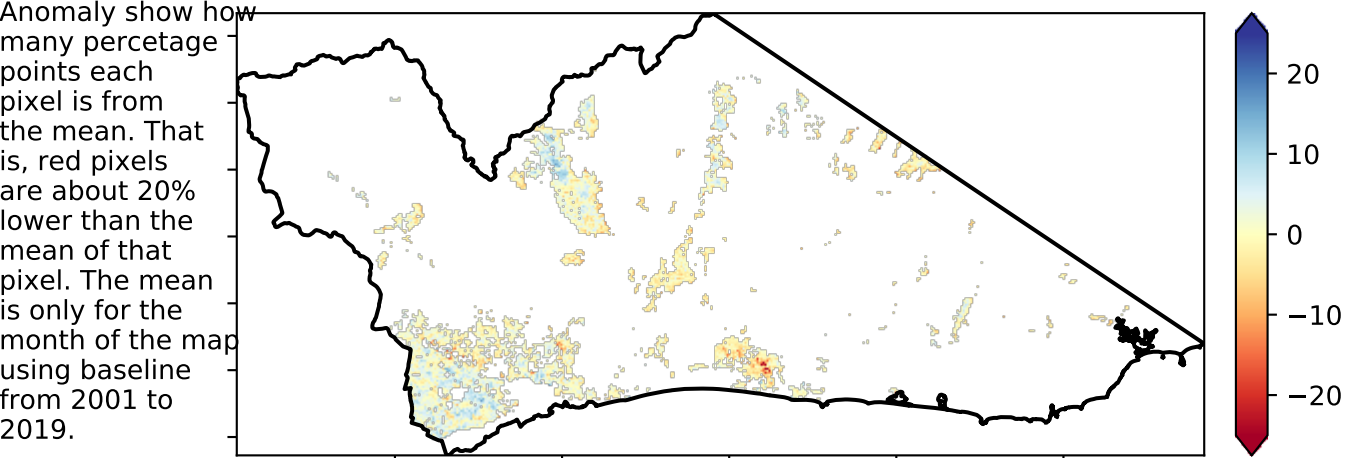 Anomaly show how
many percetage
points each
pixel is from
the mean. That
is, red pixels
are about 20%
lower than the
mean of that
pixel. The mean
is only for the
month of the map
using baseline
from 2001 to
2019.
20
10
0
−10
−20